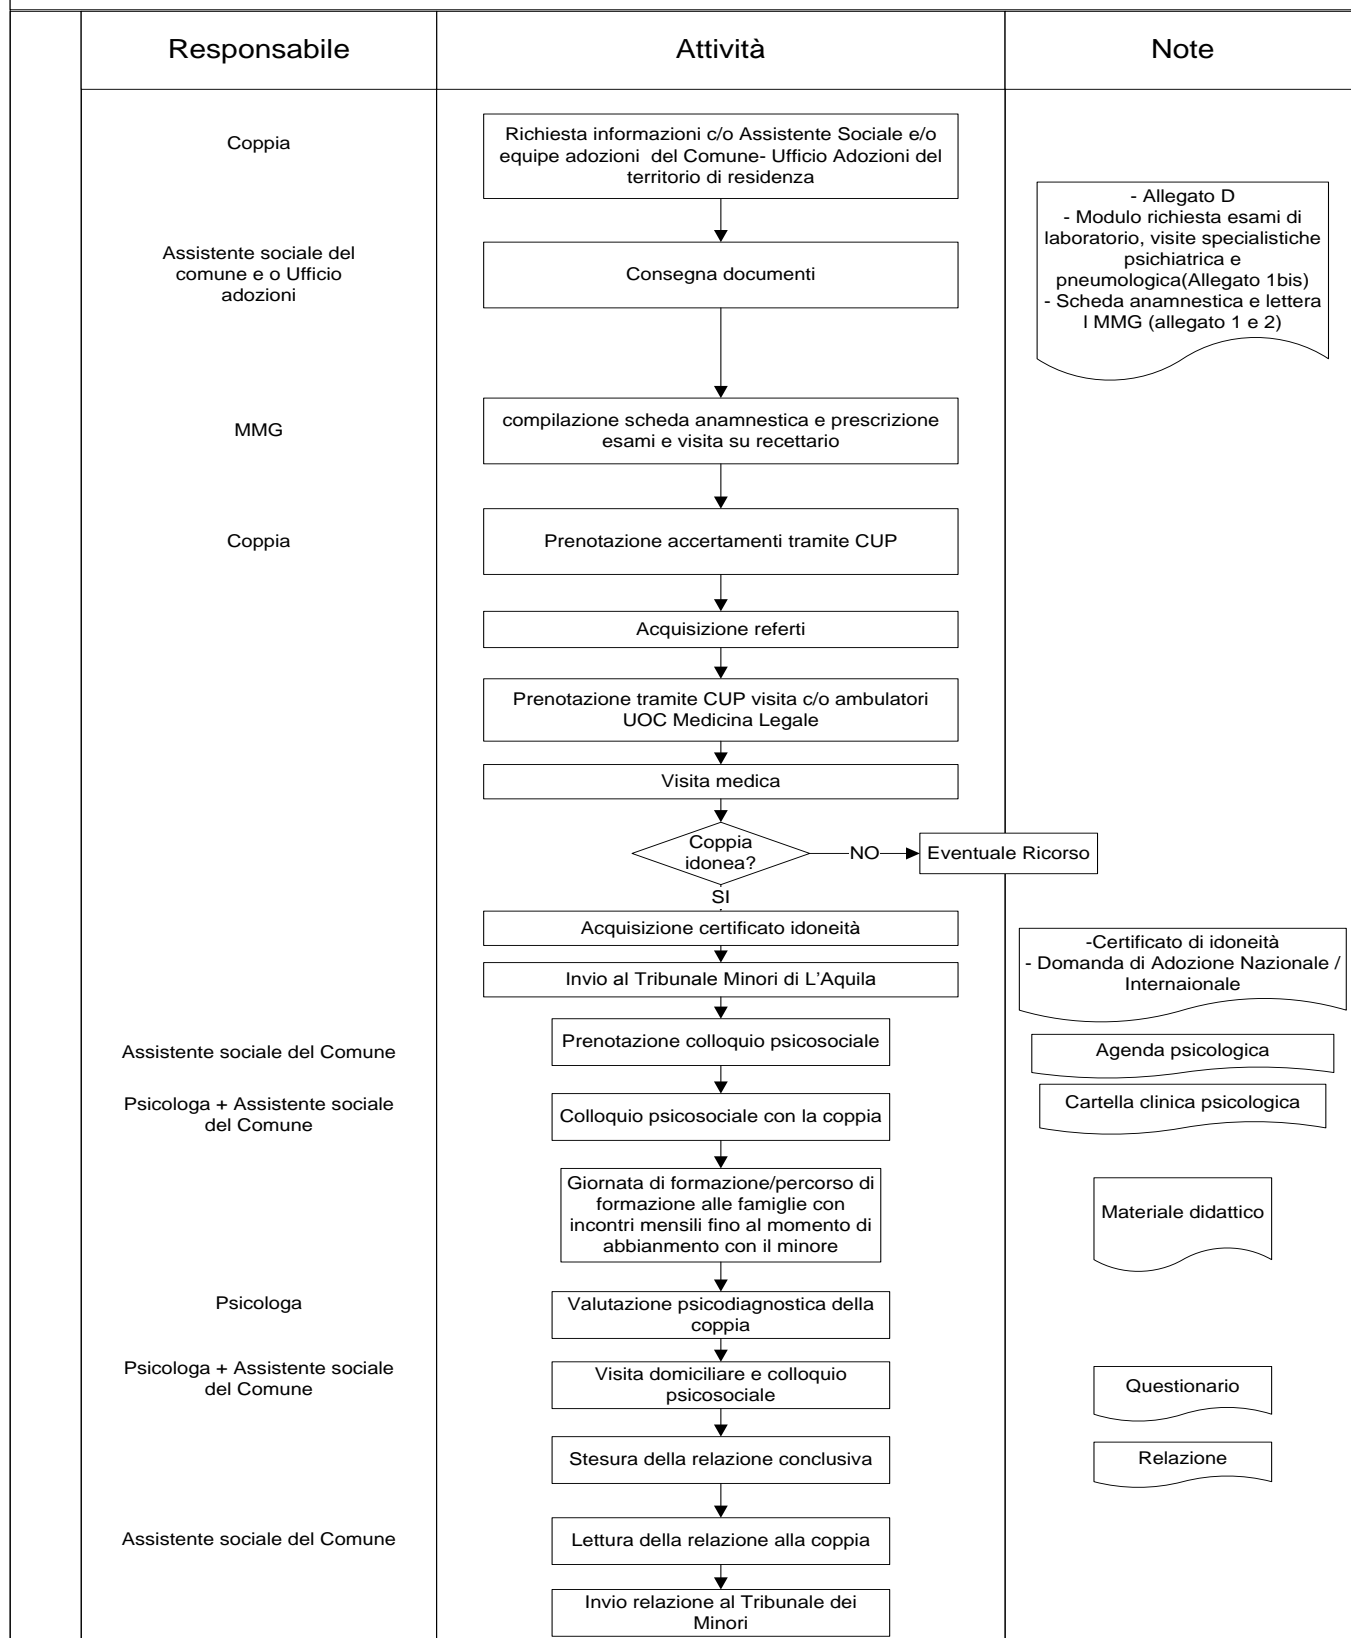 Responsabile
Attività
Note
Coppia
Richiesta informazioni c/o Assistente Sociale e/o
equipe adozioni  del Comune- Ufficio Adozioni del
territorio di residenza
Assistente sociale del
comune e o Ufficio
adozioni
Consegna documenti
- Allegato D
- Modulo richiesta esami di
laboratorio, visite specialistiche
psichiatrica e
pneumologica(Allegato 1bis)
- Scheda anamnestica e lettera
l MMG (allegato 1 e 2)
MMG
compilazione scheda anamnestica e prescrizione
esami e visita su recettario
Coppia
Prenotazione accertamenti tramite CUP
Acquisizione referti
Prenotazione tramite CUP visita c/o ambulatori
UOC Medicina Legale
Visita medica
Coppia
idonea?
NO
Eventuale Ricorso
SI
Acquisizione certificato idoneità
Invio al Tribunale Minori di L'Aquila
-Certificato di idoneità
- Domanda di Adozione Nazionale /
Internaionale
Assistente sociale del Comune
Prenotazione colloquio psicosociale
Agenda psicologica
Psicologa + Assistente sociale
del Comune
Colloquio psicosociale con la coppia
Cartella clinica psicologica
Giornata di formazione/percorso di
formazione alle famiglie con
incontri mensili fino al momento di
abbianmento con il minore
Materiale didattico
Psicologa
Valutazione psicodiagnostica della
coppia
Psicologa + Assistente sociale
del Comune
Visita domiciliare e colloquio
psicosociale
Questionario
Stesura della relazione conclusiva
Relazione
Assistente sociale del Comune
Lettura della relazione alla coppia
Invio relazione al Tribunale dei
Minori